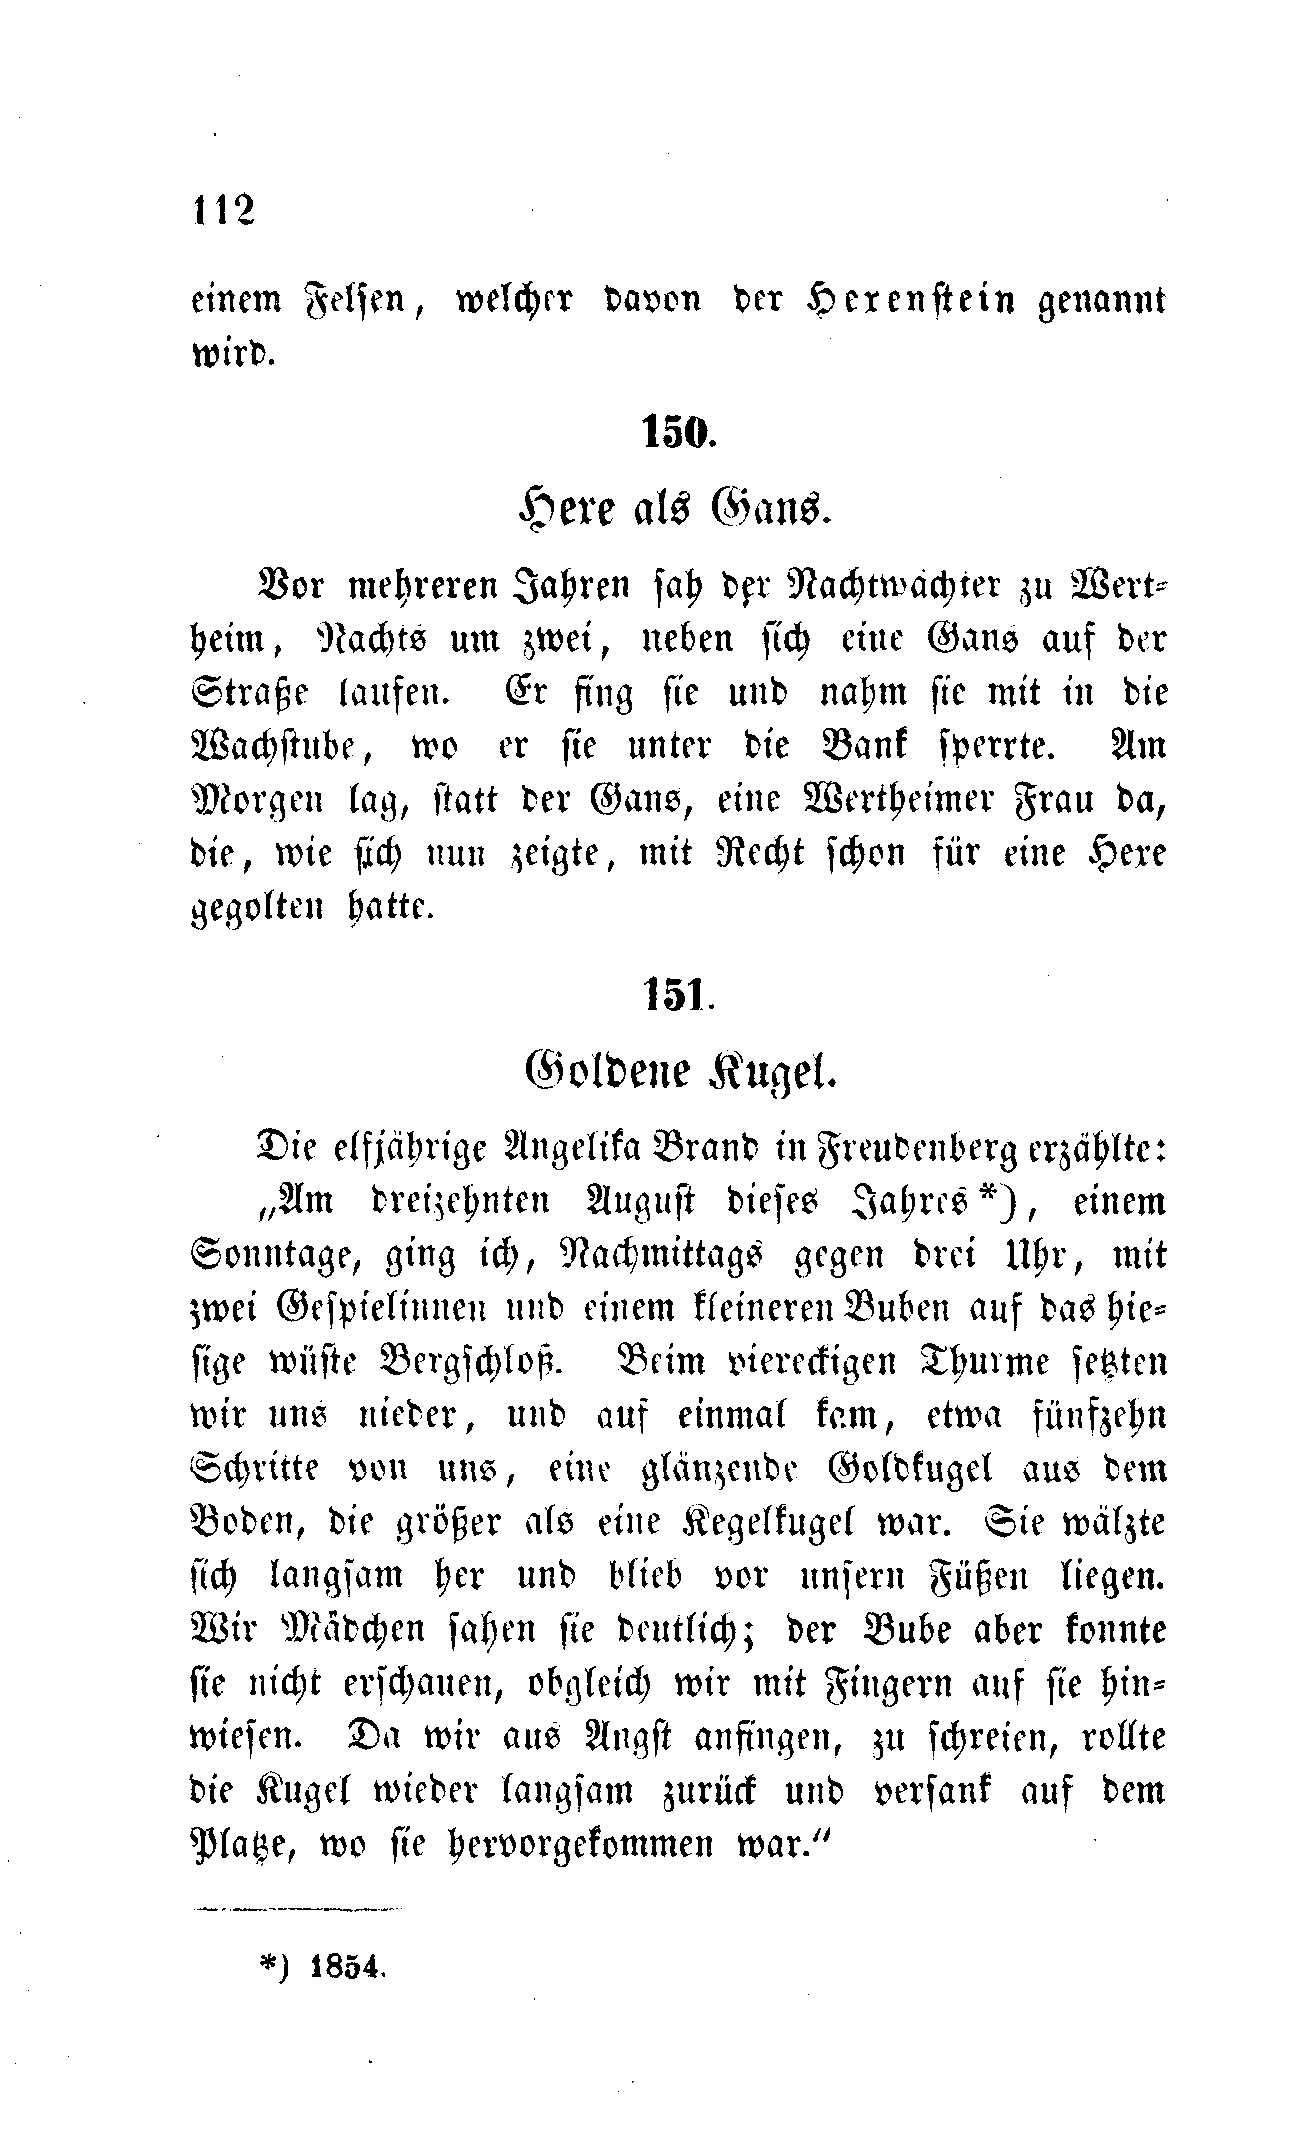 112
einem Felsen, welcher davon der Hexenstein genannt
wird.
150.
Hexe als Gans.
Vor mehreren Jahren sah der Nachtwächter zu Wert-
heim, Nachts um zwei, neben sich eine Gans auf der
Straße laufen. Er fing sie und nahm sie mit in die
Wachstube, wo er sie unter die Bank sperrte. Am
Morgen lag, statt der Gans, eine Wertheimer Frau da,
die, wie sich nun zeigte, mit Recht schon für eine Hexe
gegolten hatte.
151.
Goldene Kugel.
Die elfjährige Angelika Brand in Freudenberg erzählte:
„Am dreizehnten August dieses Jahres*), einem
Sonntage, ging ich, Nachmittags gegen drei Uhr, mit
zwei Gespielinnen und einem kleineren Buben auf das hie-
sige wüste Bergschloß. Beim viereckigen Thurme setzten
wir uns nieder, und auf einmal kam, etwa fünfzehn
Schritte von uns, eine glänzende Goldkugel aus dem
Boden, die größer als eine Kegelkugel war. Sie wälzte
sich langsam her und blieb vor unsern Füßen liegen.
Wir Mädchen sahen sie deutlich; der Bube aber konnte
sie nicht erschauen, obgleich wir mit Fingern auf sie hin-
wiesen. Da wir aus Angst anfingen, zu schreien, rollte
die Kugel wieder langsam zurück und versank auf dem
Platze, wo sie hervorgekommen war."
*) 1854.